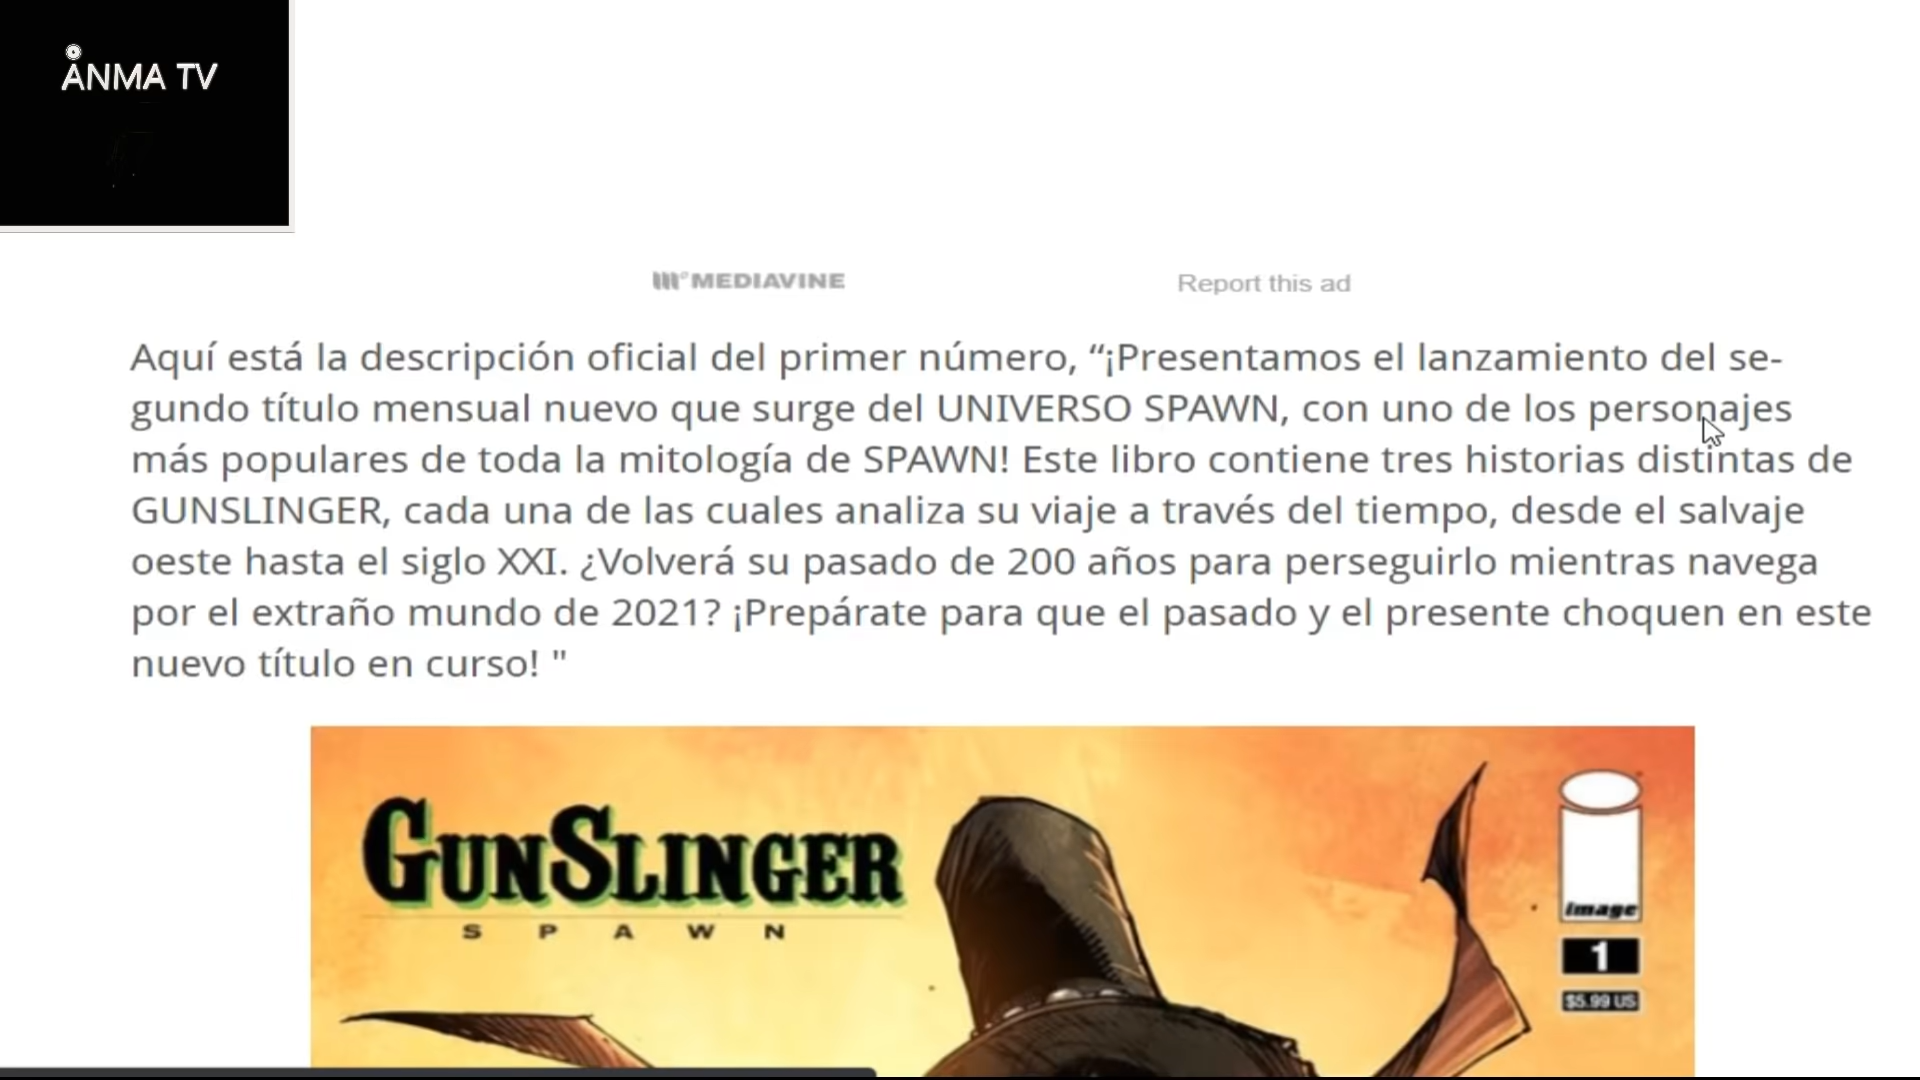 ANMA TV
MEDIAVINE
Report this ad
Aquí está la descripción oficial del primer número, “¡Presentamos el lanzamiento del se-
gundo título mensual nuevo que surge del UNIVERSO SPAWN, con uno de los personajes
más populares de toda la mitología de SPAWN! Este libro contiene tres historias distintas de
GUNSLINGER, cada una de las cuales analiza su viaje a través del tiempo, desde el salvaje
oeste hasta el siglo XXI. ¿Volverá su pasado de 200 años para perseguirlo mientras navega
por el extraño mundo de 2021? ¡Prepárate para que el pasado y el presente choquen en este
nuevo título en curso! "
GUNSLINGER
SPAWN
image
1
$5.99 US